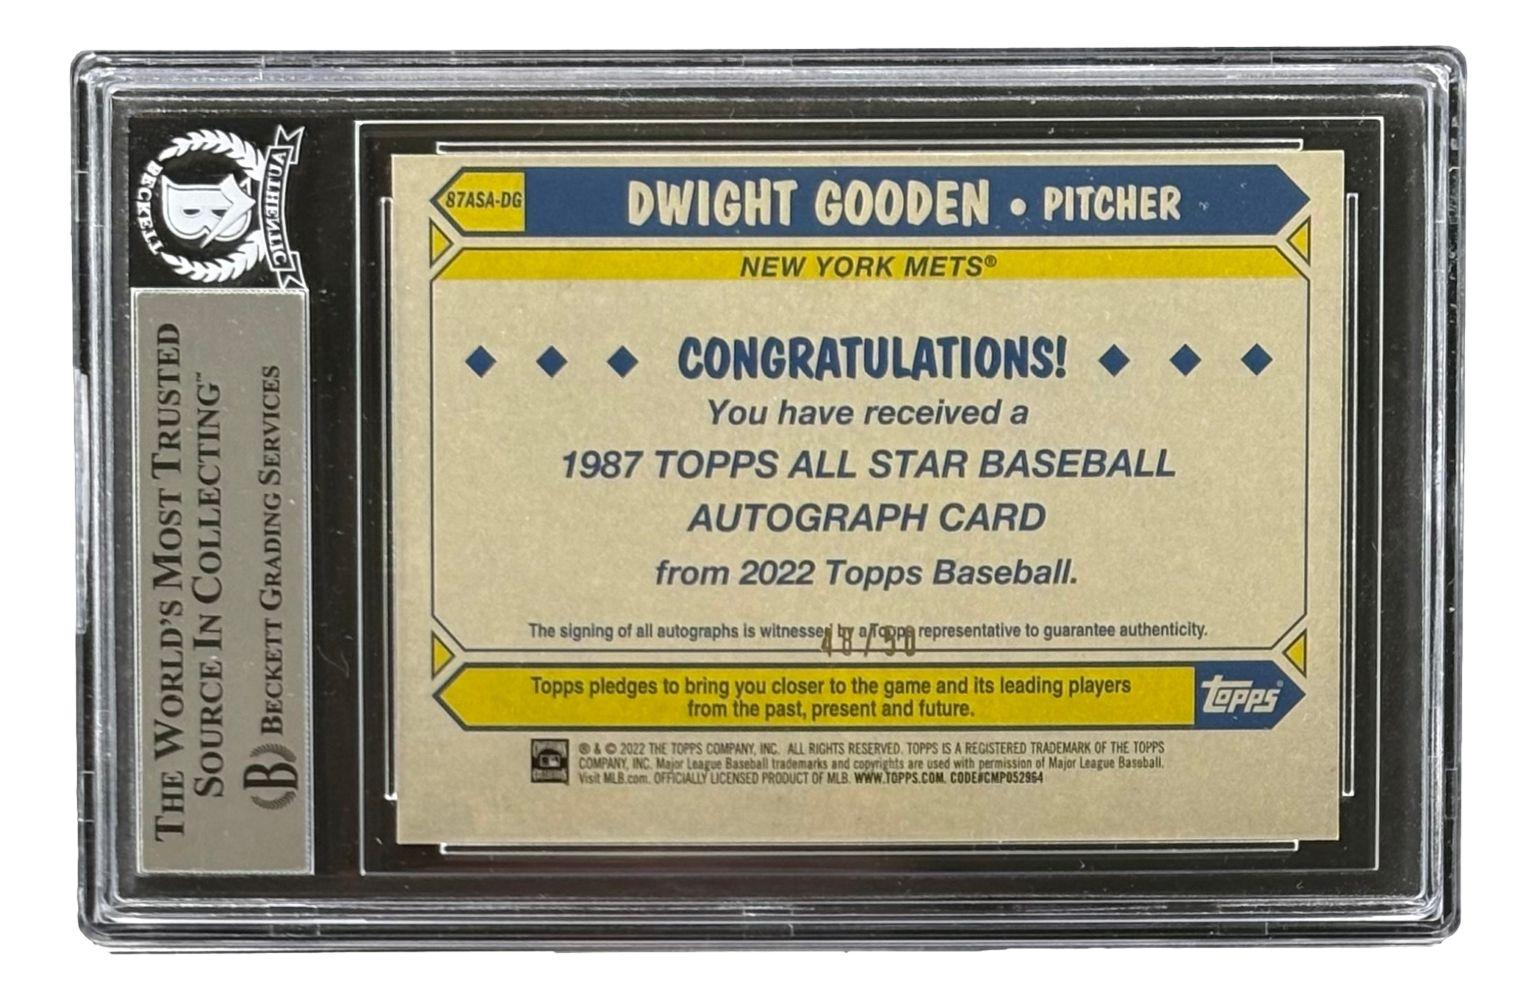 BECKETT
B
AUTHENTIC
THE WORLD'S MOST TRUSTED
SOURCE IN COLLECTING™
B BECKETT GRADING SERVICES
87ASA-DG
DWIGHT GOODEN • PITCHER
NEW YORK METS®
CONGRATULATIONS!
You have received a
1987 TOPPS ALL STAR BASEBALL
AUTOGRAPH CARD
from 2022 Topps Baseball.
The signing of all autographs is witnessed by a Topps representative to guarantee authenticity.
48/50
Topps pledges to bring you closer to the game and its leading players
from the past, present and future.
Topps®
® & © 2022 THE TOPPS COMPANY, INC. ALL RIGHTS RESERVED. TOPPS IS A REGISTERED TRADEMARK OF THE TOPPS
COMPANY, INC. Major League Baseball trademarks and copyrights are used with permission of Major League Baseball.
Visit MLB.com. OFFICIALLY LICENSED PRODUCT OF MLB. WWW.TOPPS.COM. CODE#CMP052964